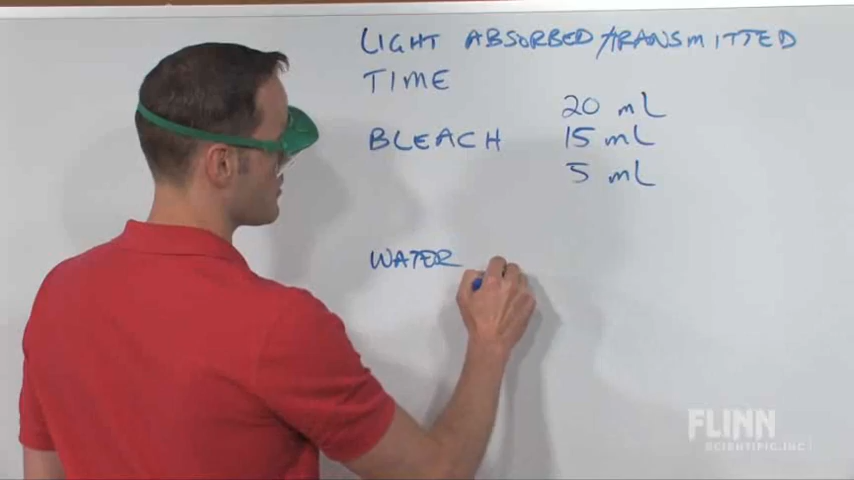 LIGHT ABSORBED/TRANSMITTED
TIME
20 mL
BLEACH 15 mL
5 mL
WATER
FLINN
SCIENTIFIC, INC.